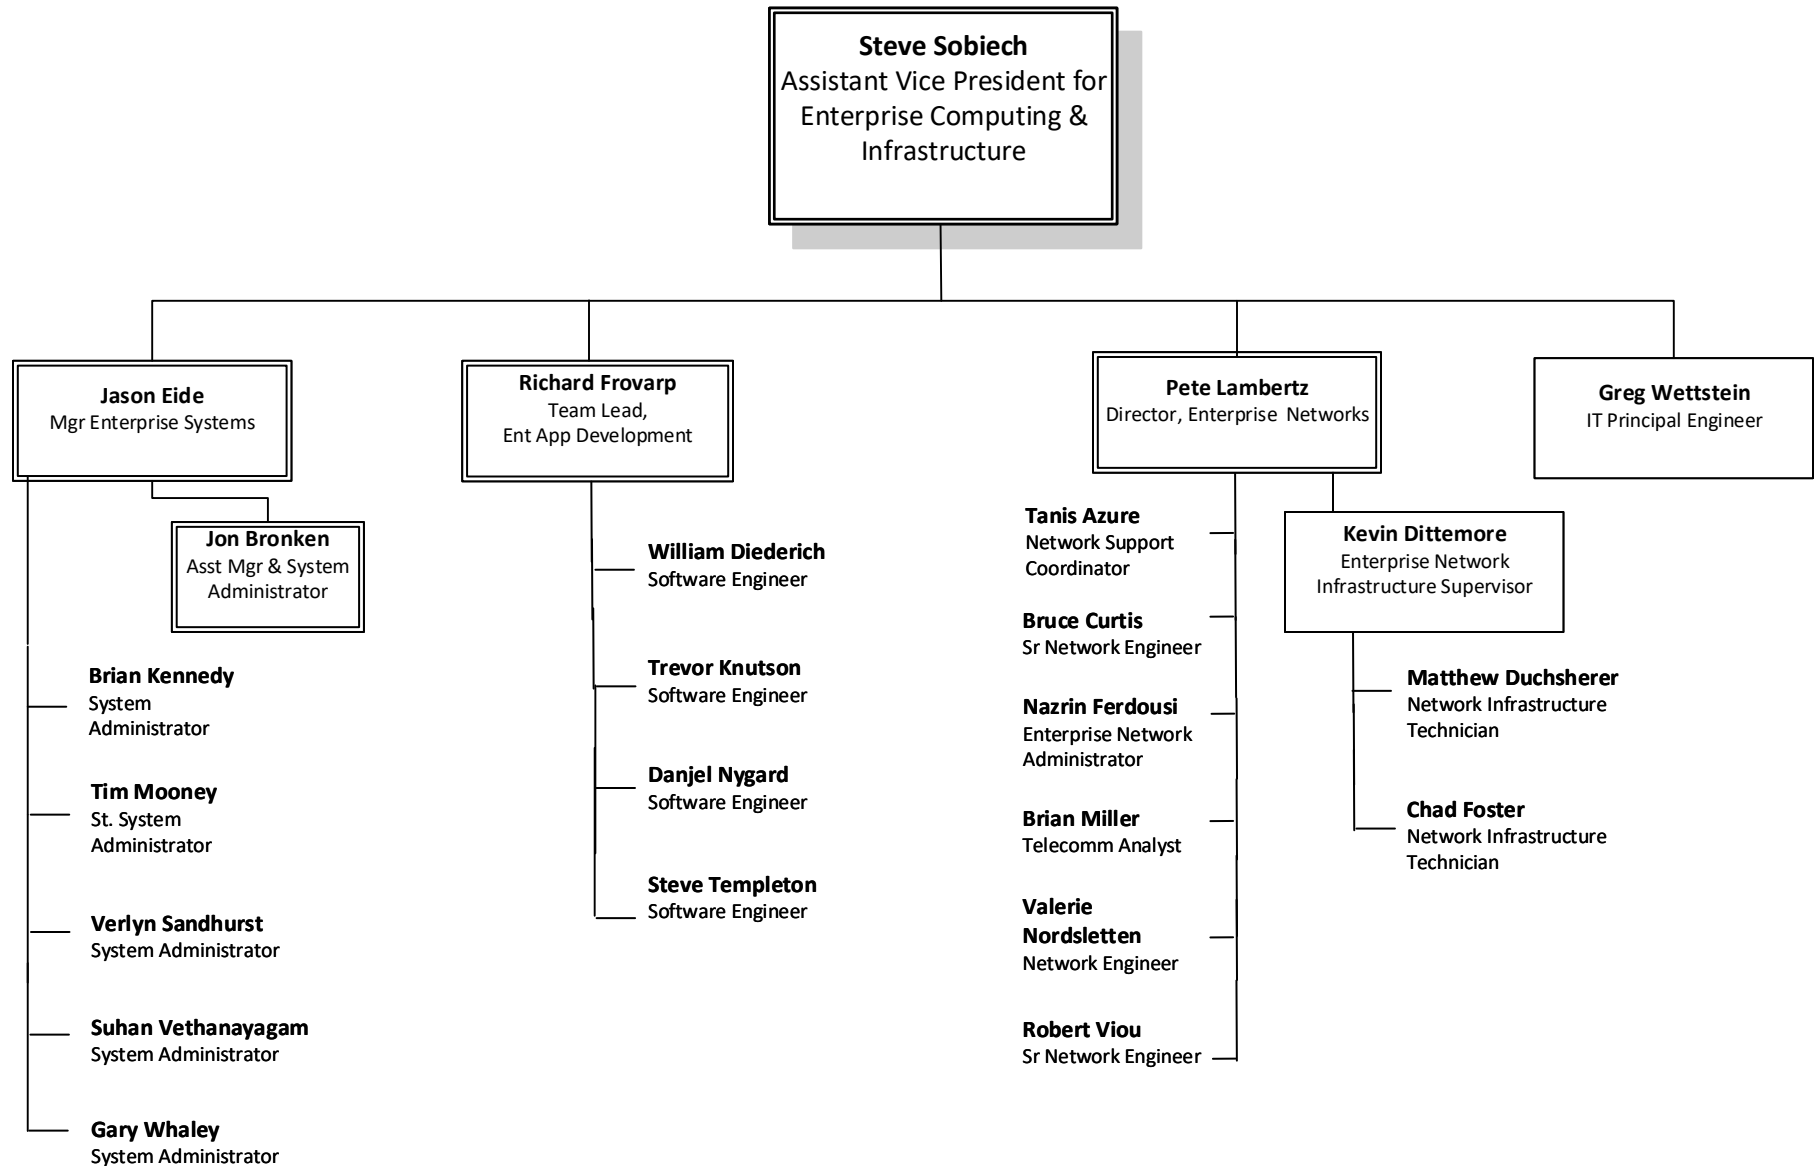 Steve Sobiech
Assistant Vice President for
Enterprise Computing &
Infrastructure
Jason Eide
Mgr Enterprise Systems
Richard Frovarp
Team Lead,
Ent App Development
Pete Lambertz
Director, Enterprise Networks
Greg Wettstein
IT Principal Engineer
Jon Bronken
Asst Mgr & System
Administrator
Brian Kennedy
System
Administrator
Tim Mooney
St. System
Administrator
Verlyn Sandhurst
System Administrator
Suhan Vethanayagam
System Administrator
Gary Whaley
System Administrator
William Diederich
Software Engineer
Trevor Knutson
Software Engineer
Danjel Nygard
Software Engineer
Steve Templeton
Software Engineer
Tanis Azure
Network Support
Coordinator
Bruce Curtis
Sr Network Engineer
Nazrin Ferdousi
Enterprise Network
Administrator
Brian Miller
Telecomm Analyst
Valerie
Nordsletten
Network Engineer
Robert Viou
Sr Network Engineer
Kevin Dittemore
Enterprise Network
Infrastructure Supervisor
Matthew Duchsherer
Network Infrastructure
Technician
Chad Foster
Network Infrastructure
Technician